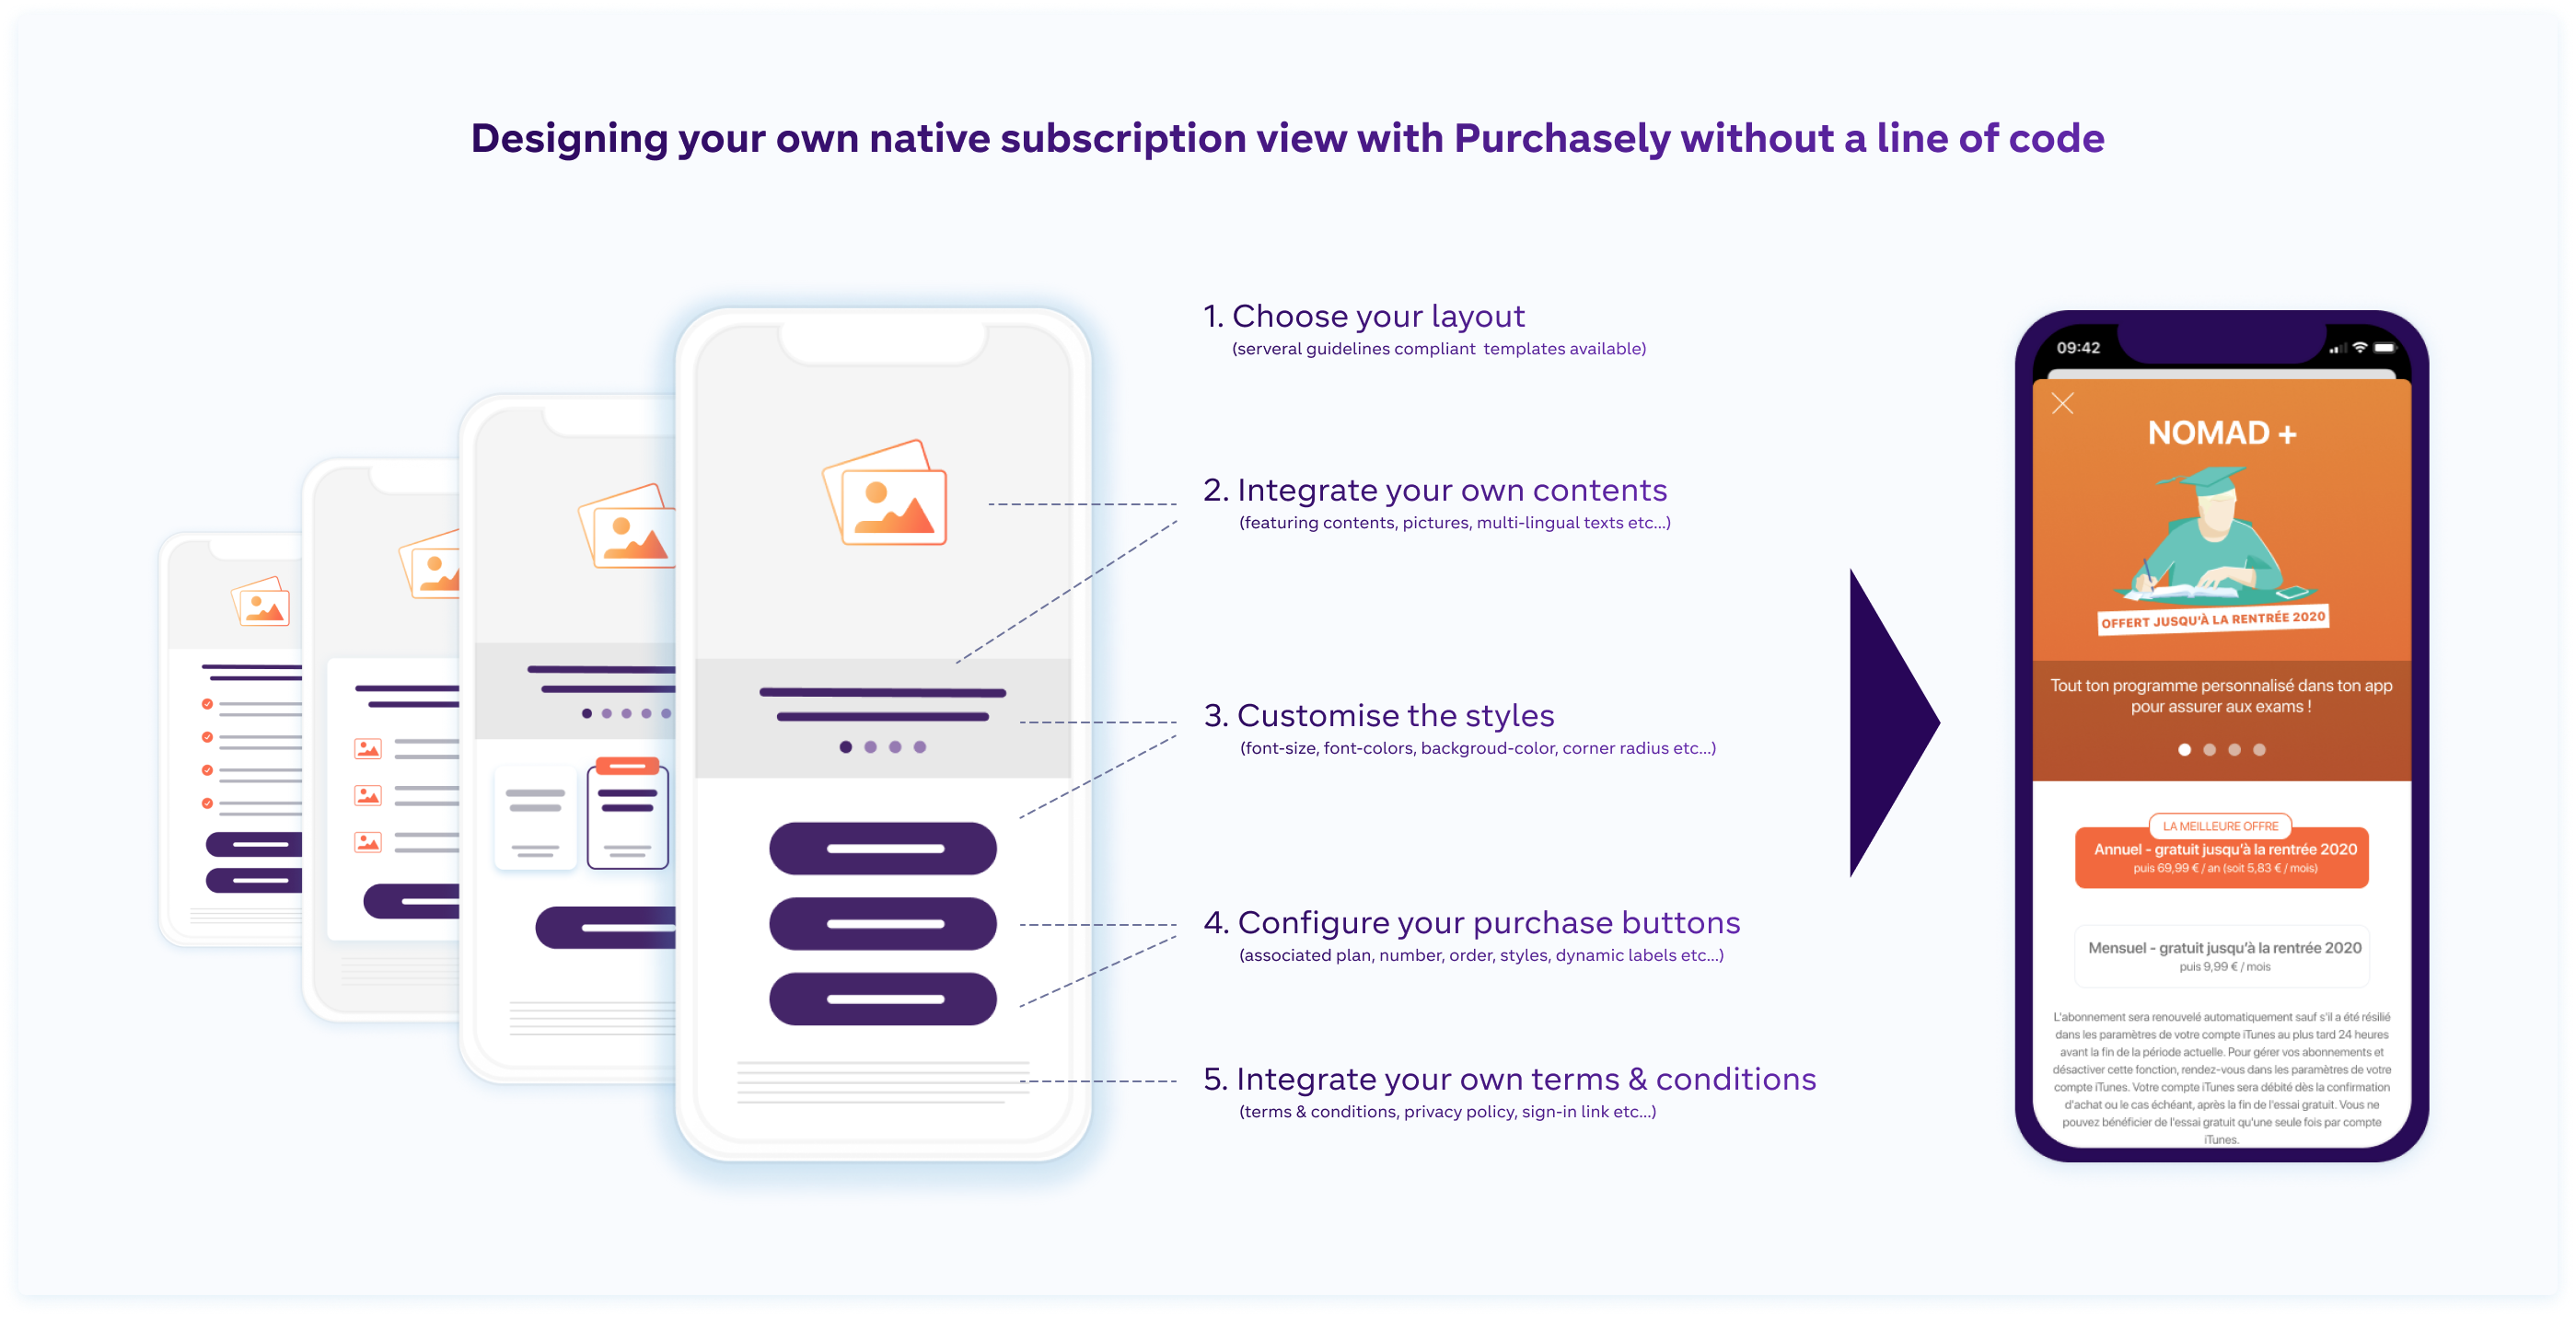 Designing your own native subscription view with Purchasely without a line of code
1. Choose your layout
(serveral guidelines compliant templates available)
2. Integrate your own contents
(featuring contents, pictures, multi-lingual texts etc...)
3. Customise the styles
(font-size, font-colors, backgroud-color, corner radius etc...)
4. Configure your purchase buttons
(associated plan, number, order, styles, dynamic labels etc...)
5. Integrate your own terms & conditions
(terms & conditions, privacy policy, sign-in link etc...)
09:42
NOMAD +
OFFERT JUSQU'À LA RENTRÉE 2020
Tout ton programme personnalisé dans ton app
pour assurer aux exams !
LA MEILLEURE OFFRE
Annuel - gratuit jusqu'à la rentrée 2020
puis 69,99 € / an (soit 5,83 € / mois)
Mensuel - gratuit jusqu'à la rentrée 2020
puis 9,99 € / mois
L'abonnement sera renouvelé automatiquement sauf s'il a été résilié
dans les paramètres de votre compte iTunes au plus tard 24 heures
avant la fin de la période actuelle. Pour gérer vos abonnements et
désactiver cette fonction, rendez-vous dans les paramètres de votre
compte iTunes. Votre compte iTunes sera débité dès la confirmation
d'achat ou le cas échéant, après la fin de l'essai gratuit. Vous ne
pouvez bénéficier de l'essai gratuit qu'une seule fois par compte
iTunes.